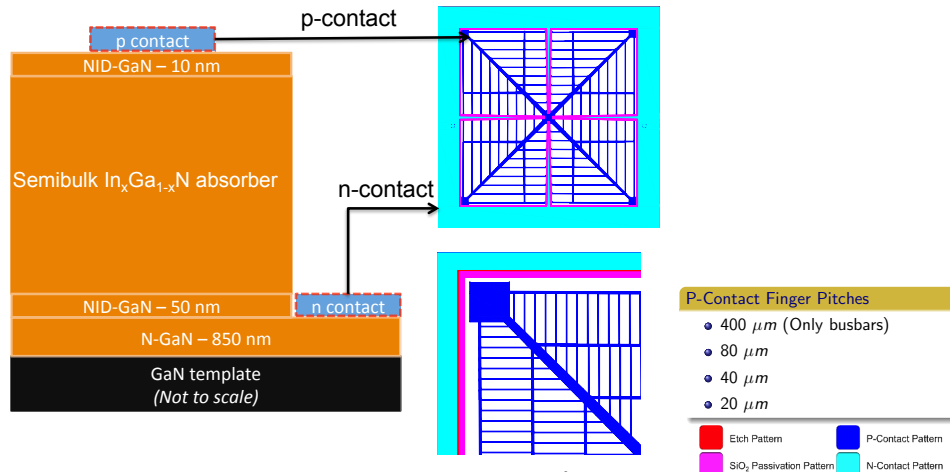 p-contact
p contact
NID-GaN – 10 nm
Semibulk InₓGa₁₋ₓN absorber
n-contact
NID-GaN – 50 nm
n contact
N-GaN – 850 nm
GaN template
(Not to scale)
P-Contact Finger Pitches
400 μm (Only busbars)
80 μm
40 μm
20 μm
Etch Pattern
P-Contact Pattern
SiO₂ Passivation Pattern
N-Contact Pattern